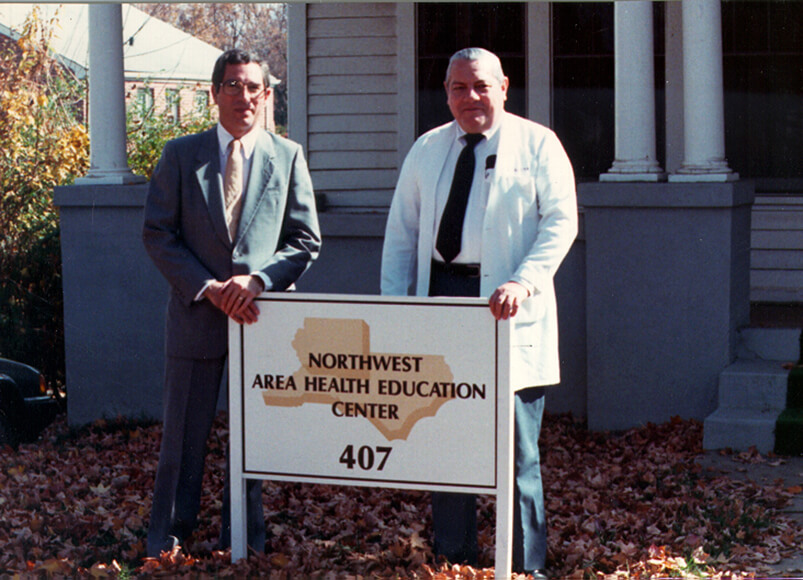 NORTHWEST
AREA HEALTH EDUCATION
CENTER
407